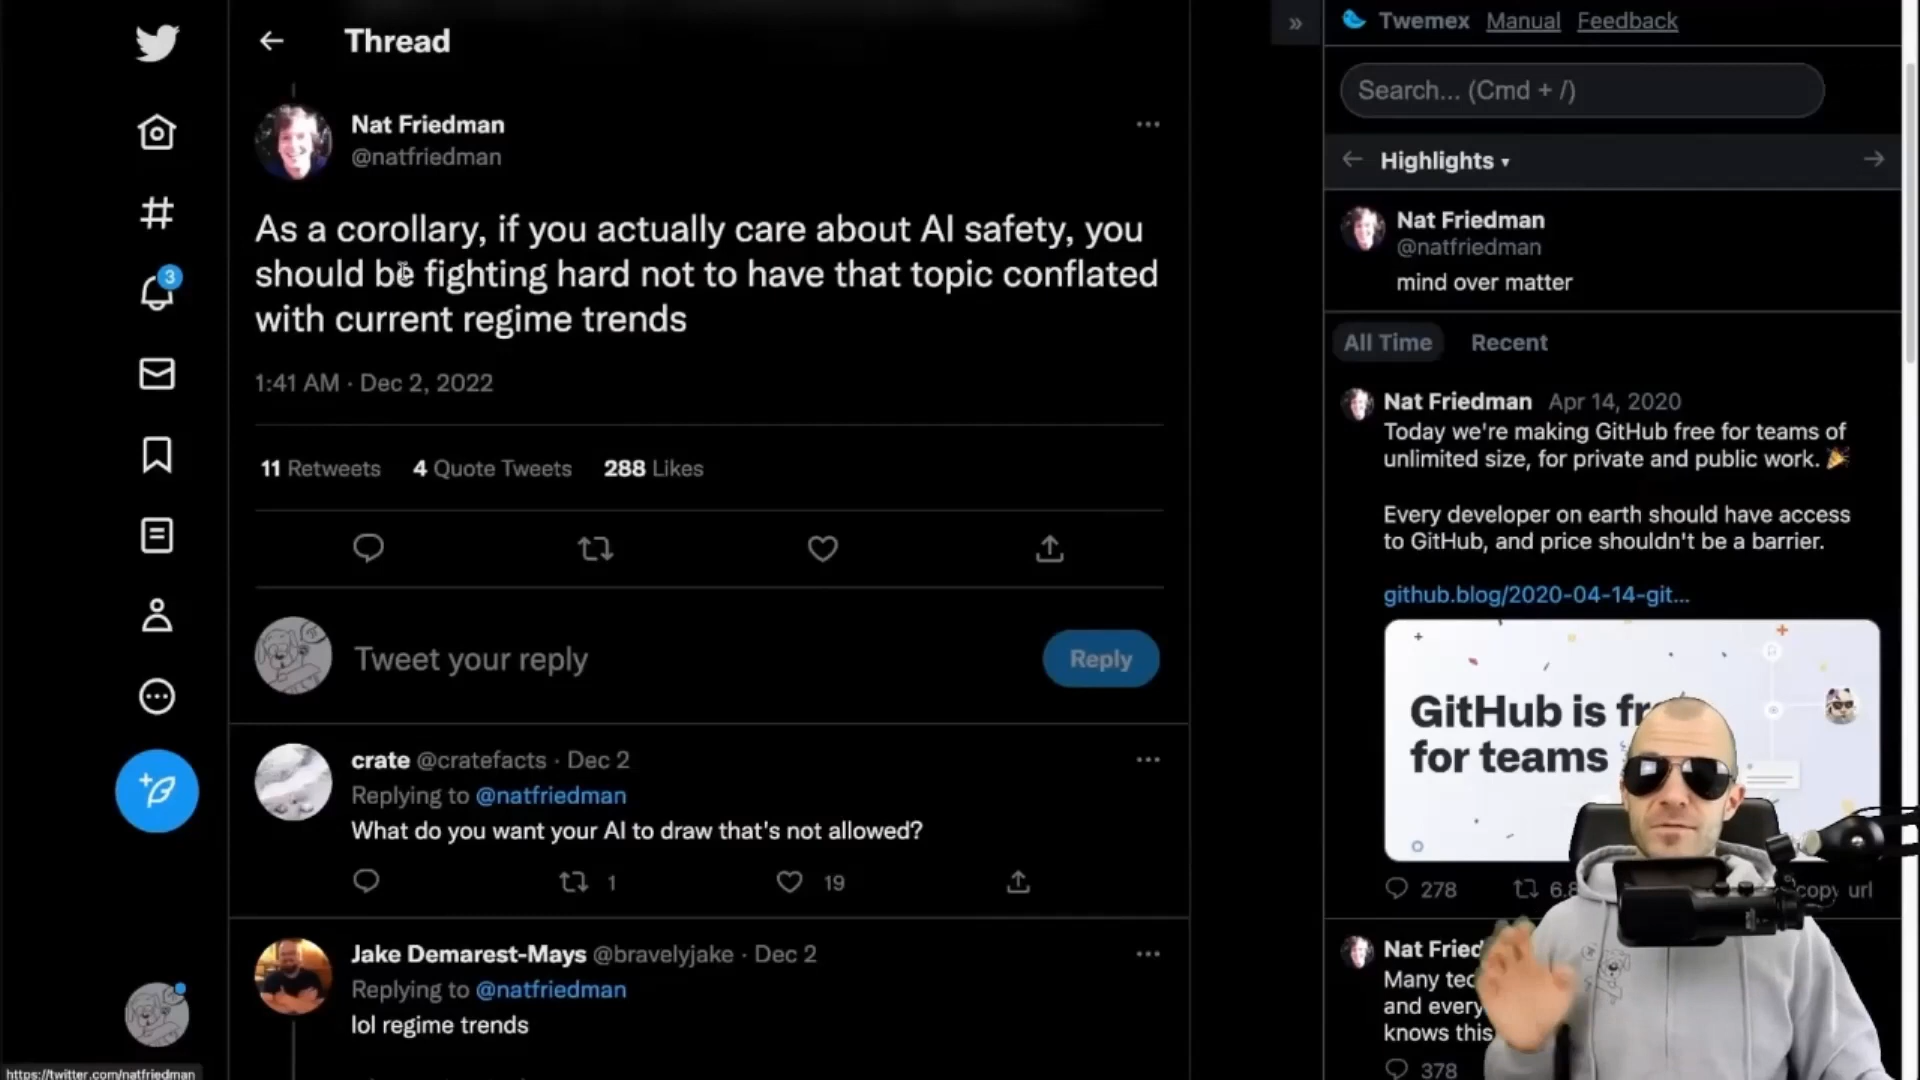 Thread
Nat Friedman
@natfriedman
As a corollary, if you actually care about AI safety, you
should be fighting hard not to have that topic conflated
with current regime trends
1:41 AM · Dec 2, 2022
11 Retweets 4 Quote Tweets 288 Likes
Tweet your reply
Reply
crate @cratefacts · Dec 2
Replying to @natfriedman
What do you want your AI to draw that's not allowed?
1 19
Jake Demarest-Mays @bravelyjake · Dec 2
Replying to @natfriedman
lol regime trends
3
https://twitter.com/natfriedman
»
Twemex Manual Feedback
Search... (Cmd + /)
Highlights
Nat Friedman
@natfriedman
mind over matter
All Time Recent
Nat Friedman Apr 14, 2020
Today we're making GitHub free for teams of
unlimited size, for private and public work. 🎉
Every developer on earth should have access
to GitHub, and price shouldn't be a barrier.
github.blog/2020-04-14-git...
GitHub is
for teams
278 copy url
Nat
Many
and every
knows this
378